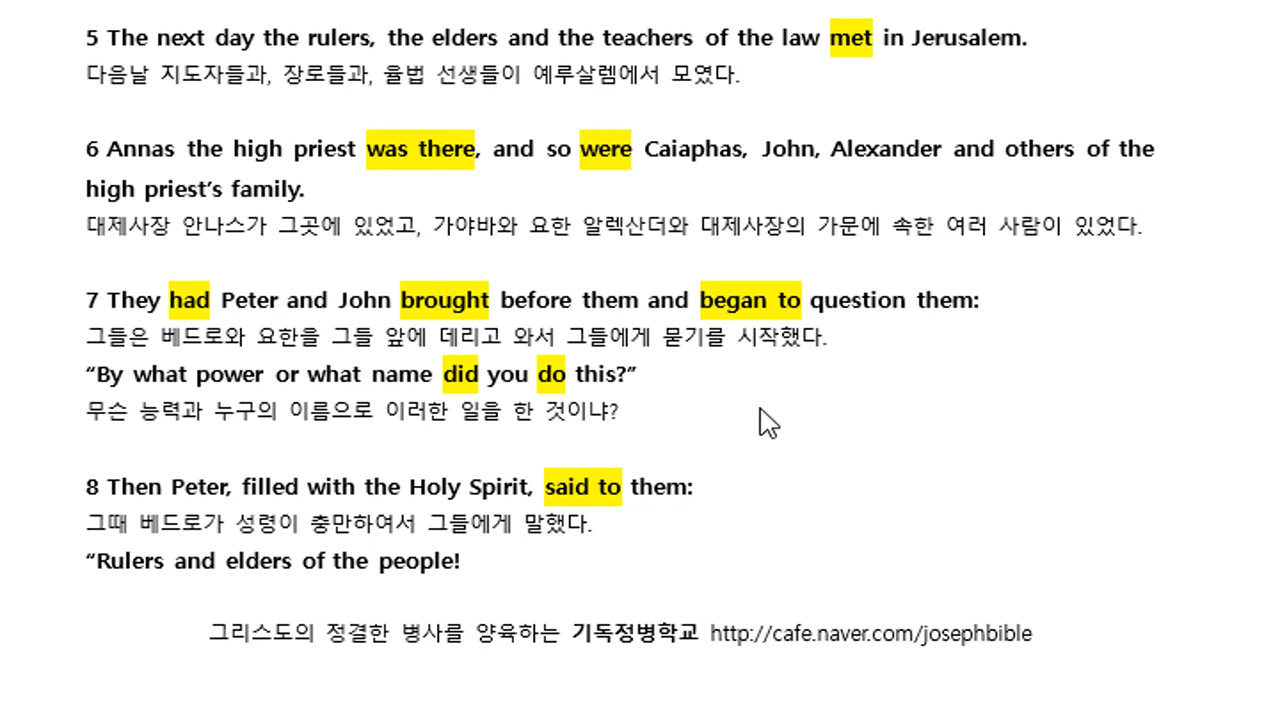 5 The next day the rulers, the elders and the teachers of the law met in Jerusalem.
다음날 지도자들과, 장로들과, 율법 선생들이 예루살렘에서 모였다.
6 Annas the high priest was there, and so were Caiaphas, John, Alexander and others of the
high priest’s family.
대제사장 안나스가 그곳에 있었고, 가야바와 요한 알렉산더와 대제사장의 가문에 속한 여러 사람이 있었다.
7 They had Peter and John brought before them and began to question them:
그들은 베드로와 요한을 그들 앞에 데리고 와서 그들에게 묻기를 시작했다.
“By what power or what name did you do this?”
무슨 능력과 누구의 이름으로 이러한 일을 한 것이냐?
8 Then Peter, filled with the Holy Spirit, said to them:
그때 베드로가 성령이 충만하여서 그들에게 말했다.
“Rulers and elders of the people!
그리스도의 정결한 병사를 양육하는 기독정병학교 http://cafe.naver.com/josephbible